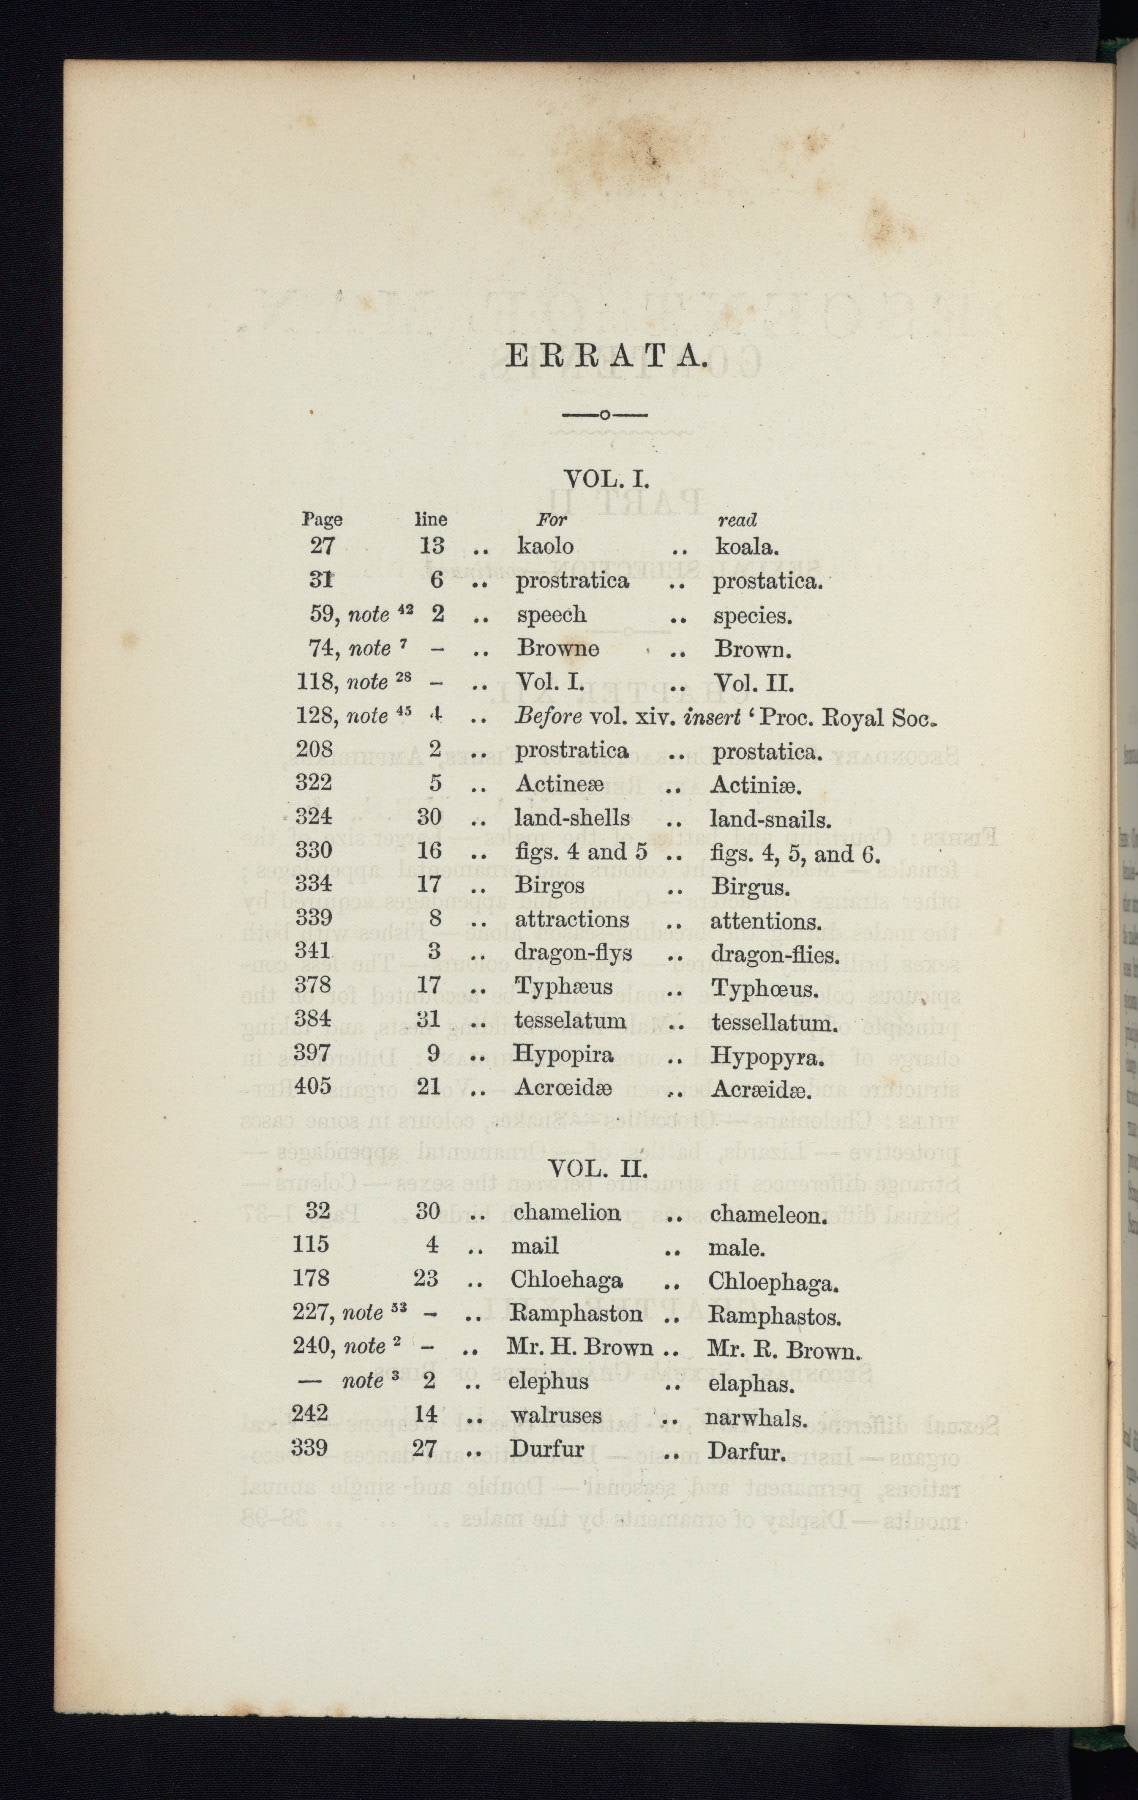 ERRATA.
VOL. I.
Page line For read
27 13 .. kaolo .. koala.
31 6 .. prostratica .. prostatica.
59, note 42 2 .. speech .. species.
74, note 7 – .. Browne .. Brown.
118, note 28 – .. Vol. I. .. Vol. II.
128, note 45 4 .. Before vol. xiv. insert ‘Proc. Royal Soc.
208 2 .. prostratica .. prostatica.
322 5 .. Actineæ .. Actiniæ.
324 30 .. land-shells .. land-snails.
330 16 .. figs. 4 and 5 .. figs. 4, 5, and 6.
334 17 .. Birgos .. Birgus.
339 8 .. attractions .. attentions.
341 3 .. dragon-flys .. dragon-flies.
378 17 .. Typhæus .. Typhœus.
384 31 .. tesselatum .. tessellatum.
397 9 .. Hypopira .. Hypopyra.
405 21 .. Acrœidæ .. Acræidæ.
VOL. II.
32 30 .. chamelion .. chameleon.
115 4 .. mail .. male.
178 23 .. Chloehaga .. Chloephaga.
227, note 53 – .. Ramphaston .. Ramphastos.
240, note 2 – .. Mr. H. Brown .. Mr. R. Brown.
— note 3 2 .. elephus .. elaphas.
242 14 .. walruses .. narwhals.
339 27 .. Durfur .. Darfur.